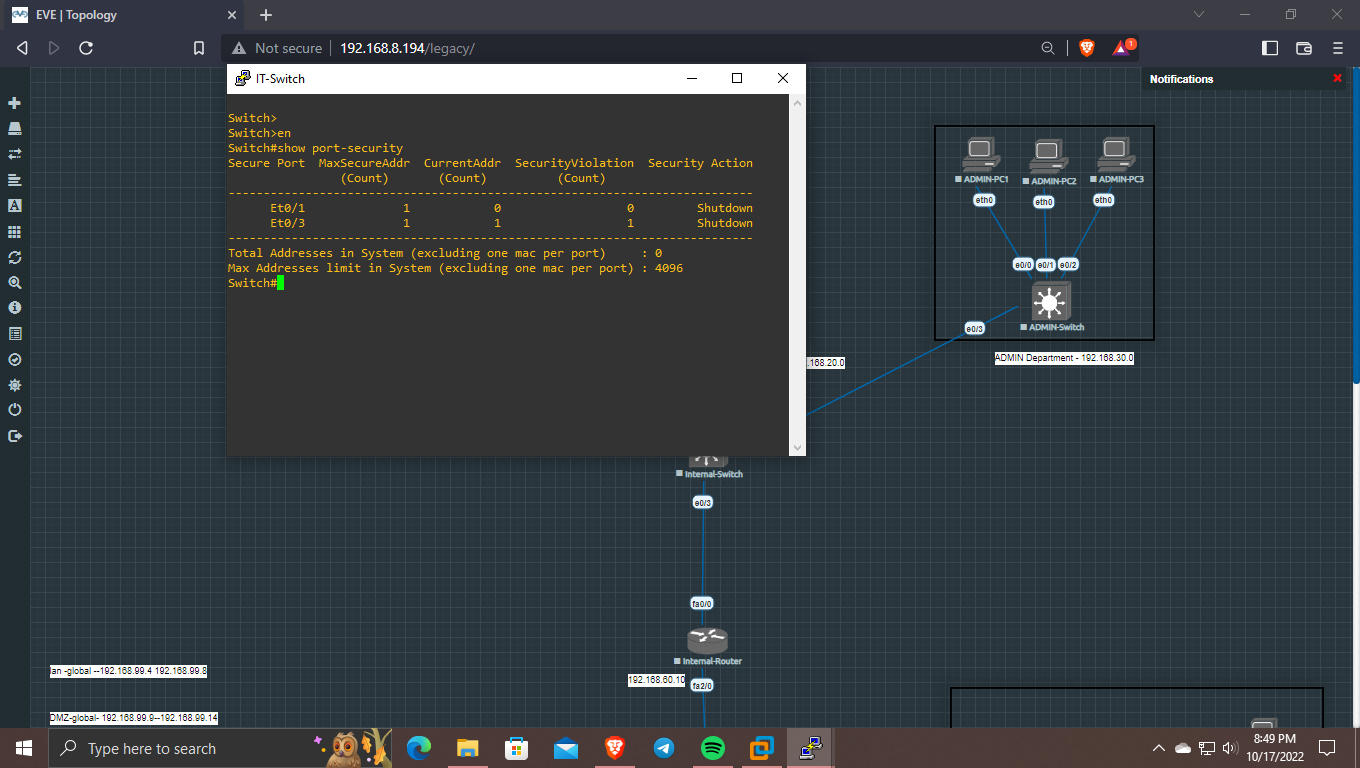 EVE | Topology
Not secure
192.168.8.194/legacy/
1
IT-Switch
Notifications
Switch>
Switch>en
Switch#show port-security
Secure Port  MaxSecureAddr  CurrentAddr  SecurityViolation  Security Action
(Count)       (Count)          (Count)
---------------------------------------------------------------------------
Et0/1              1            0                  0         Shutdown
Et0/3              1            1                  1         Shutdown
---------------------------------------------------------------------------
Total Addresses in System (excluding one mac per port)     : 0
Max Addresses limit in System (excluding one mac per port) : 4096
Switch#
ADMIN-PC1
ADMIN-PC2
ADMIN-PC3
eth0
eth0
eth0
e0/0
e0/1
e0/2
e0/3
ADMIN-Switch
ADMIN Department - 192.168.30.0
.168.20.0
Internal-Switch
e0/3
fa0/0
Internal-Router
192.168.60.10
fa2/0
lan -global --192.168.99.4 192.168.99.8
DMZ-global- 192.168.99.9--192.168.99.14
Type here to search
8:49 PM
10/17/2022